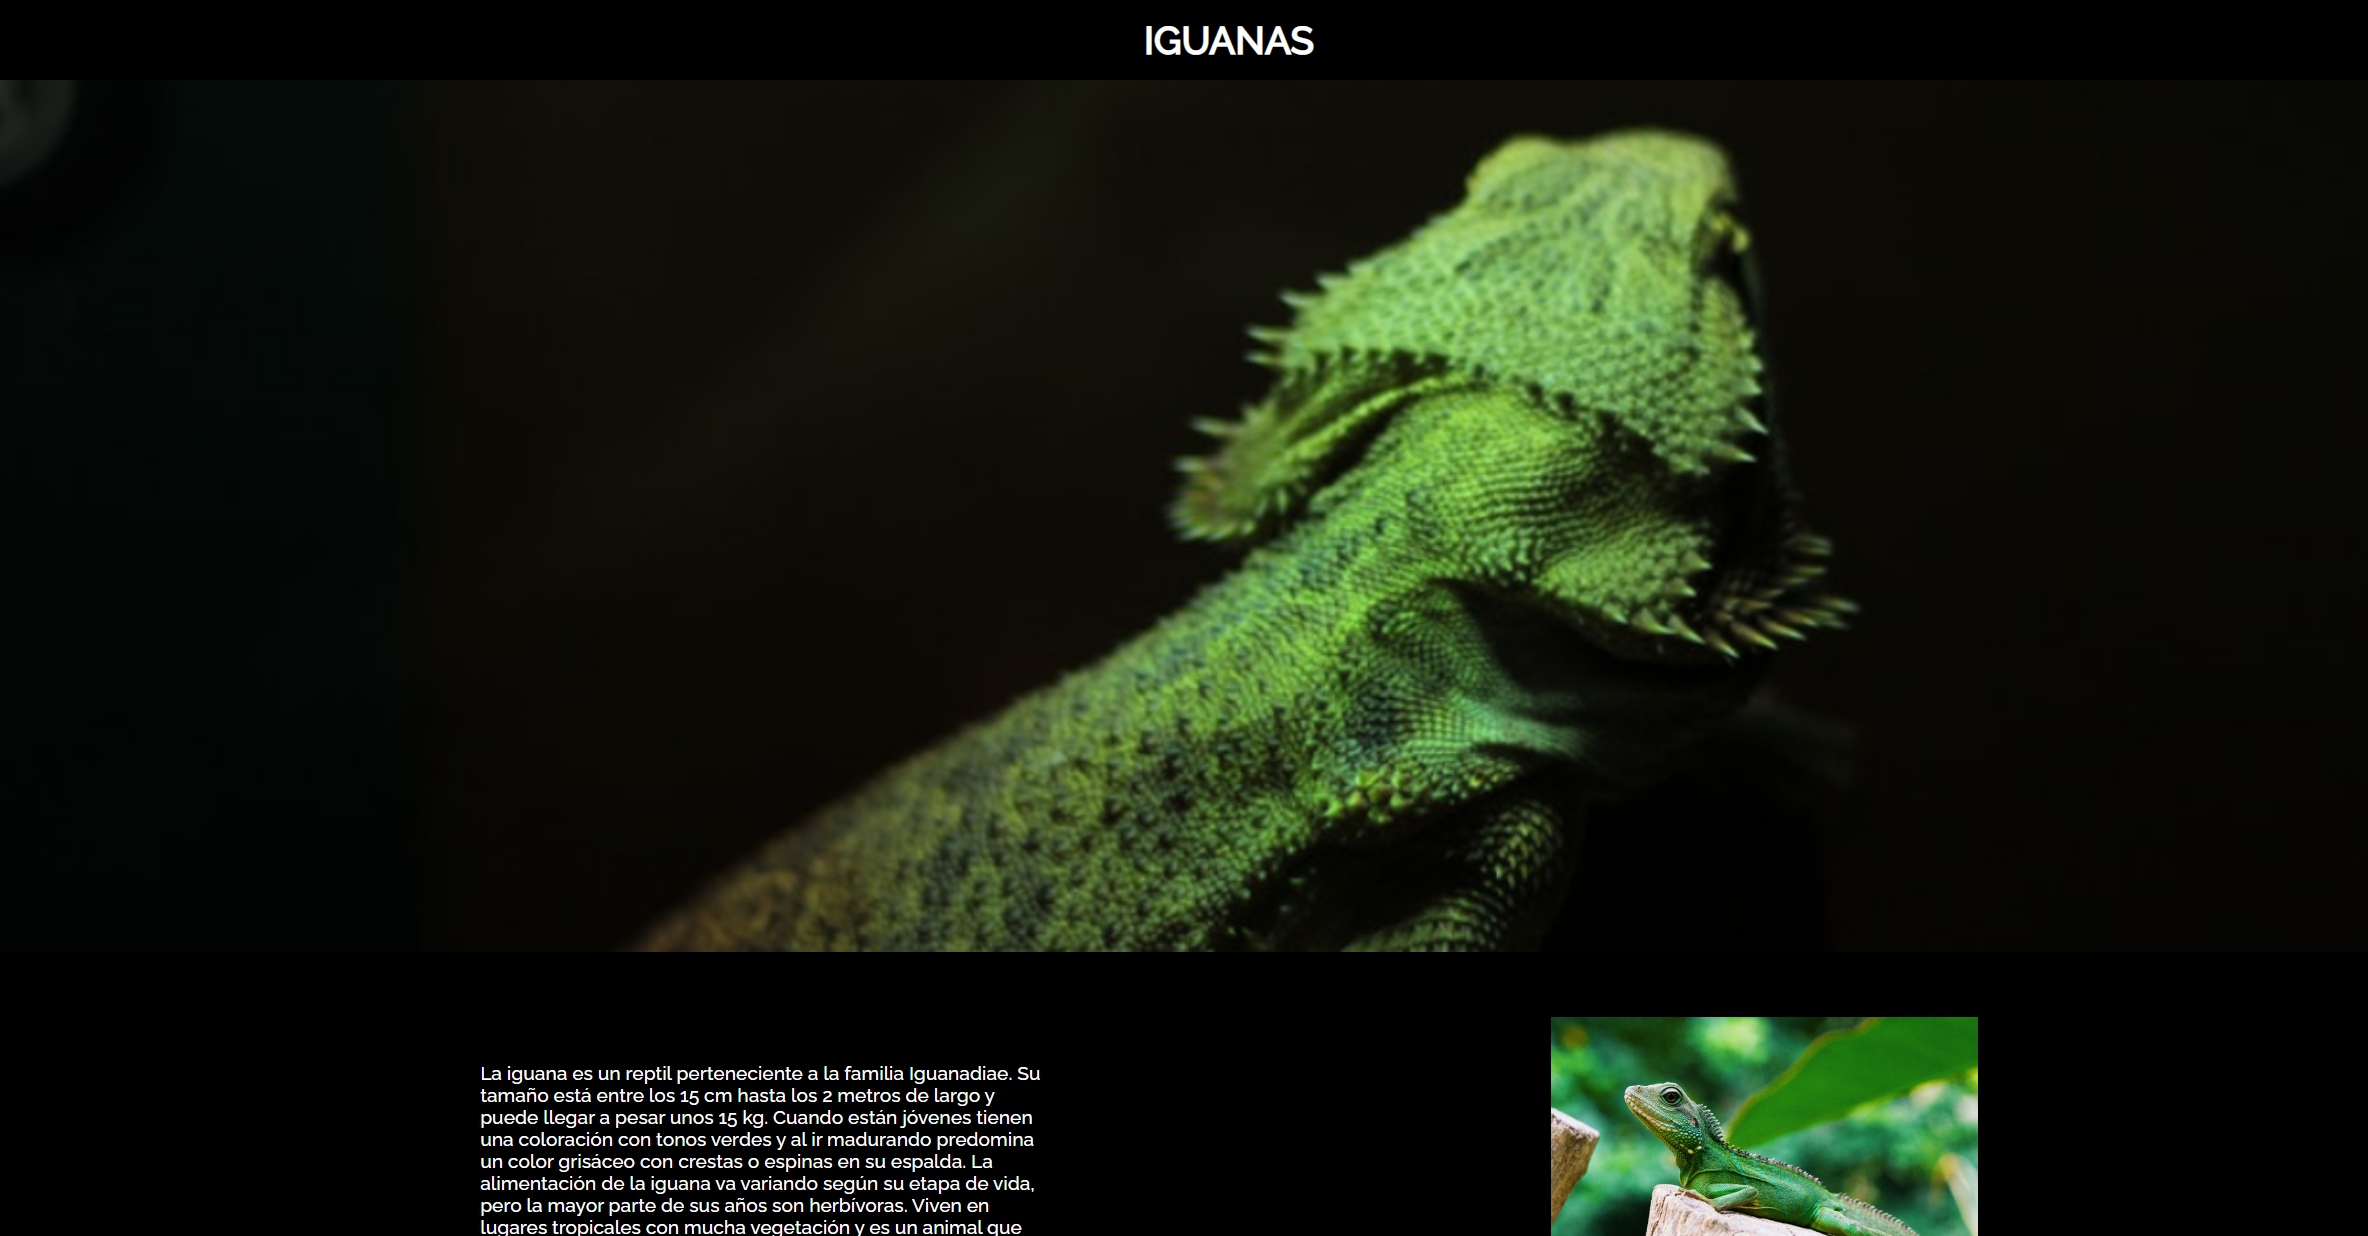 IGUANAS
La iguana es un reptil perteneciente a la familia Iguanadiae. Su
tamaño está entre los 15 cm hasta los 2 metros de largo y
puede llegar a pesar unos 15 kg. Cuando están jóvenes tienen
una coloración con tonos verdes y al ir madurando predomina
un color grisáceo con crestas o espinas en su espalda. La
alimentación de la iguana va variando según su etapa de vida,
pero la mayor parte de sus años son herbívoras. Viven en
lugares tropicales con mucha vegetación y es un animal que